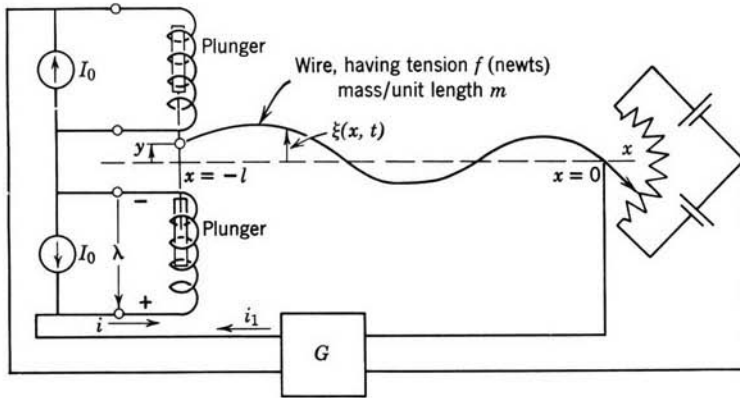 I₀
Plunger
Wire, having tension f (newts)
mass/unit length m
ξ(x, t)
y
x = −l
x = 0
x
−
Plunger
I₀
λ
+
i
i₁
G